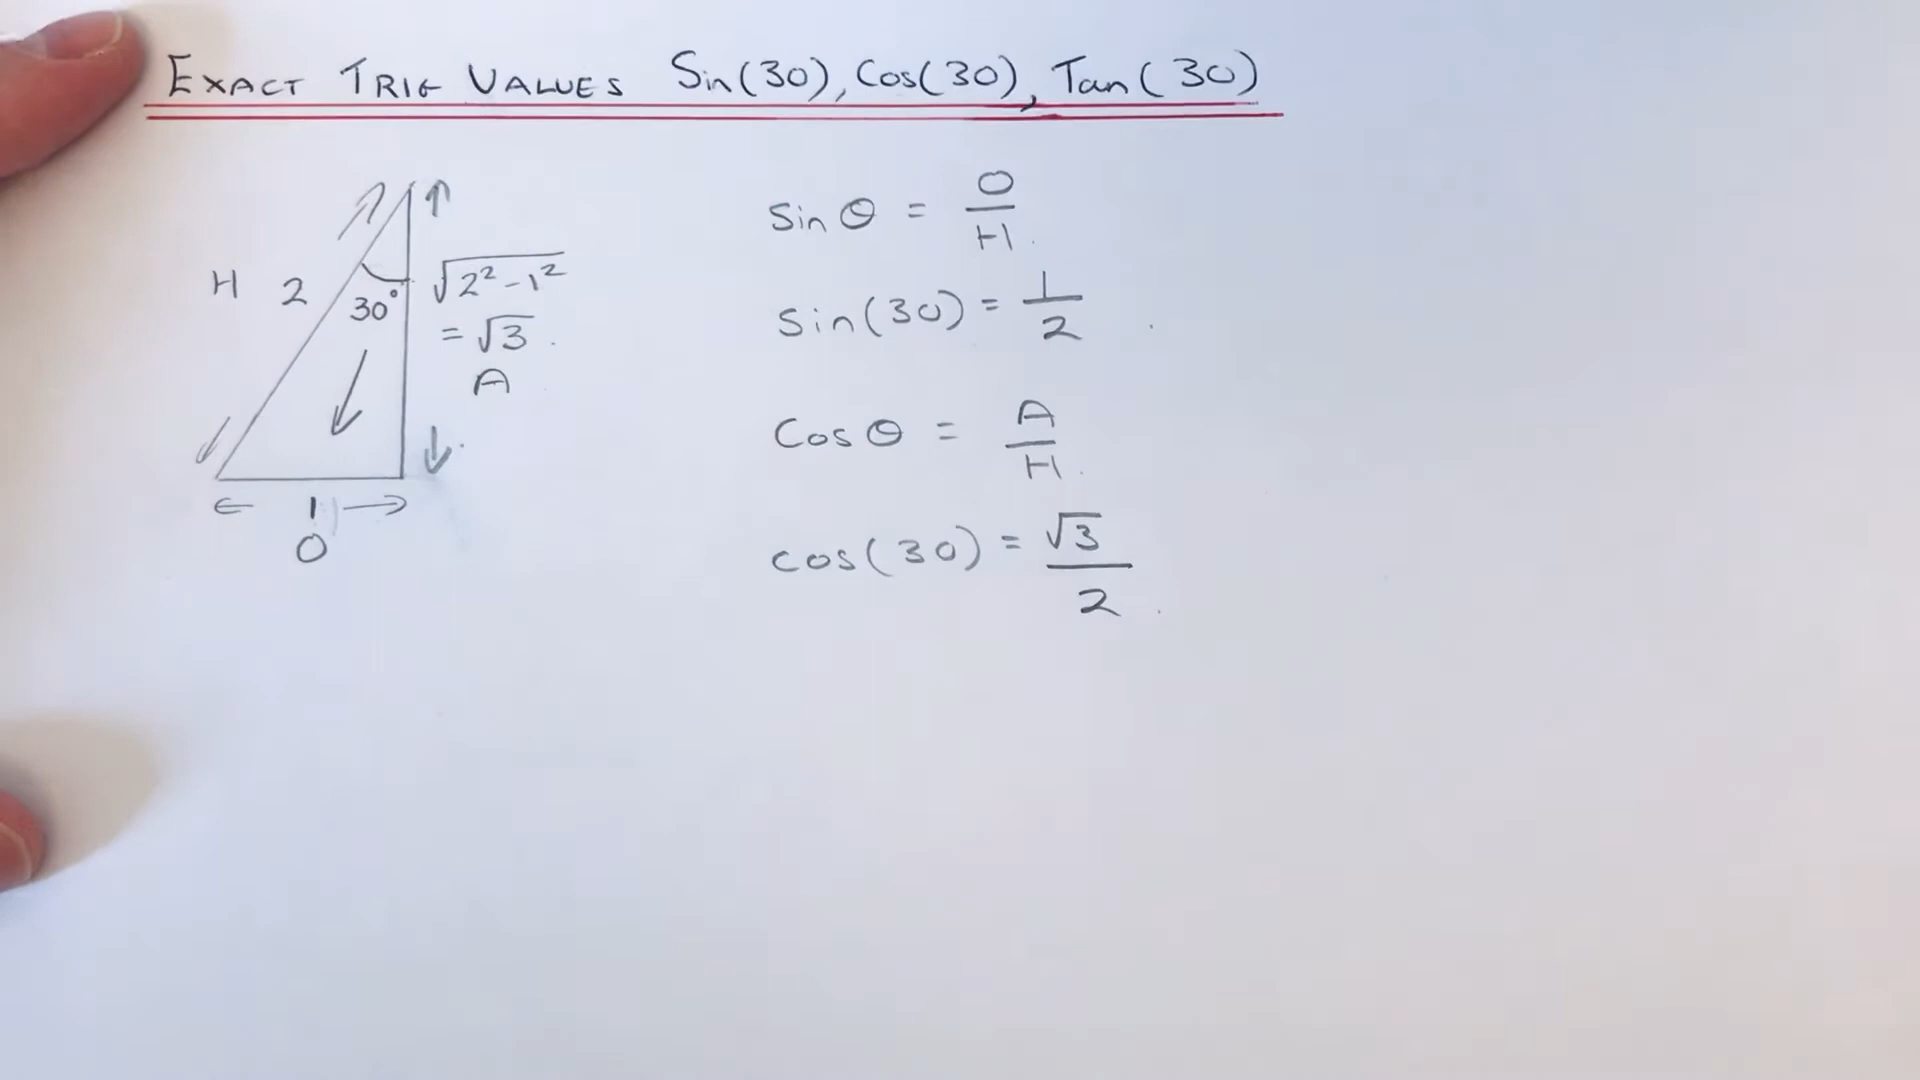 EXACT TRIG VALUES Sin(30), Cos(30), Tan(30)
H 2
30°
√2² - 1²
= √3.
A
1
O
Sin θ = O/H.
Sin(30) = 1/2
Cos θ = A/H.
cos(30) = √3/2